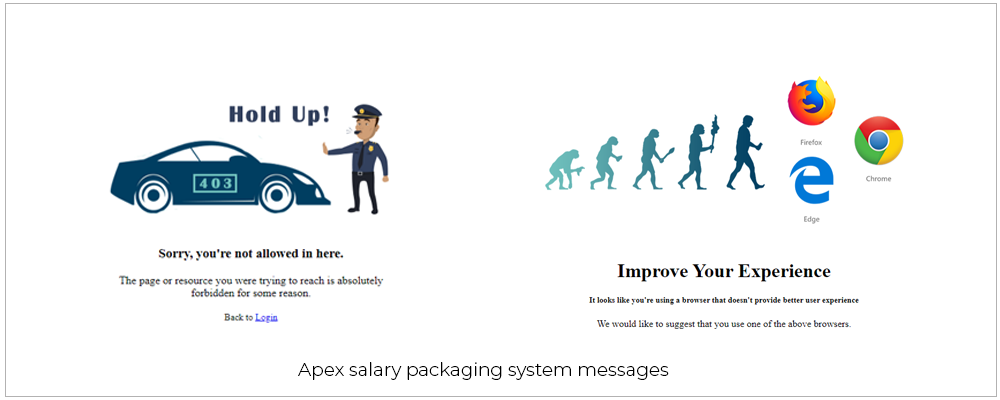 Hold Up!
403
Sorry, you're not allowed in here.
The page or resource you were trying to reach is absolutely
forbidden for some reason.
Back to Login
Firefox
Chrome
Edge
Improve Your Experience
It looks like you're using a browser that doesn't provide better user experience
We would like to suggest that you use one of the above browsers.
Apex salary packaging system messages